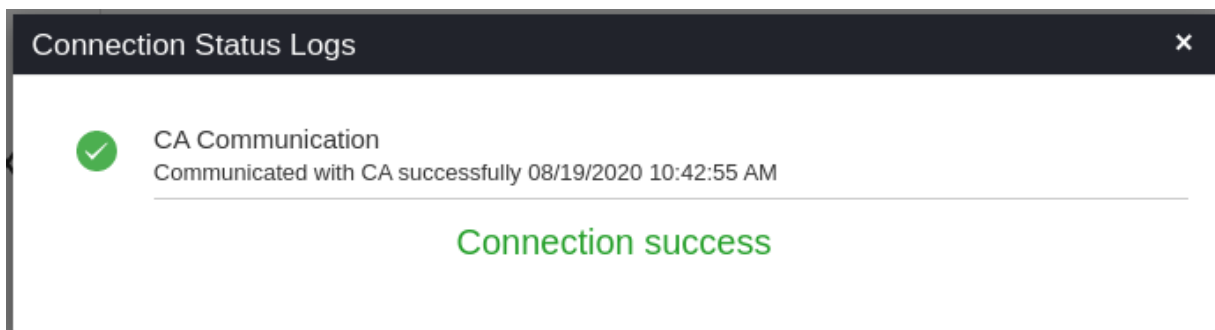 Connection Status Logs
CA Communication
Communicated with CA successfully 08/19/2020 10:42:55 AM
Connection success